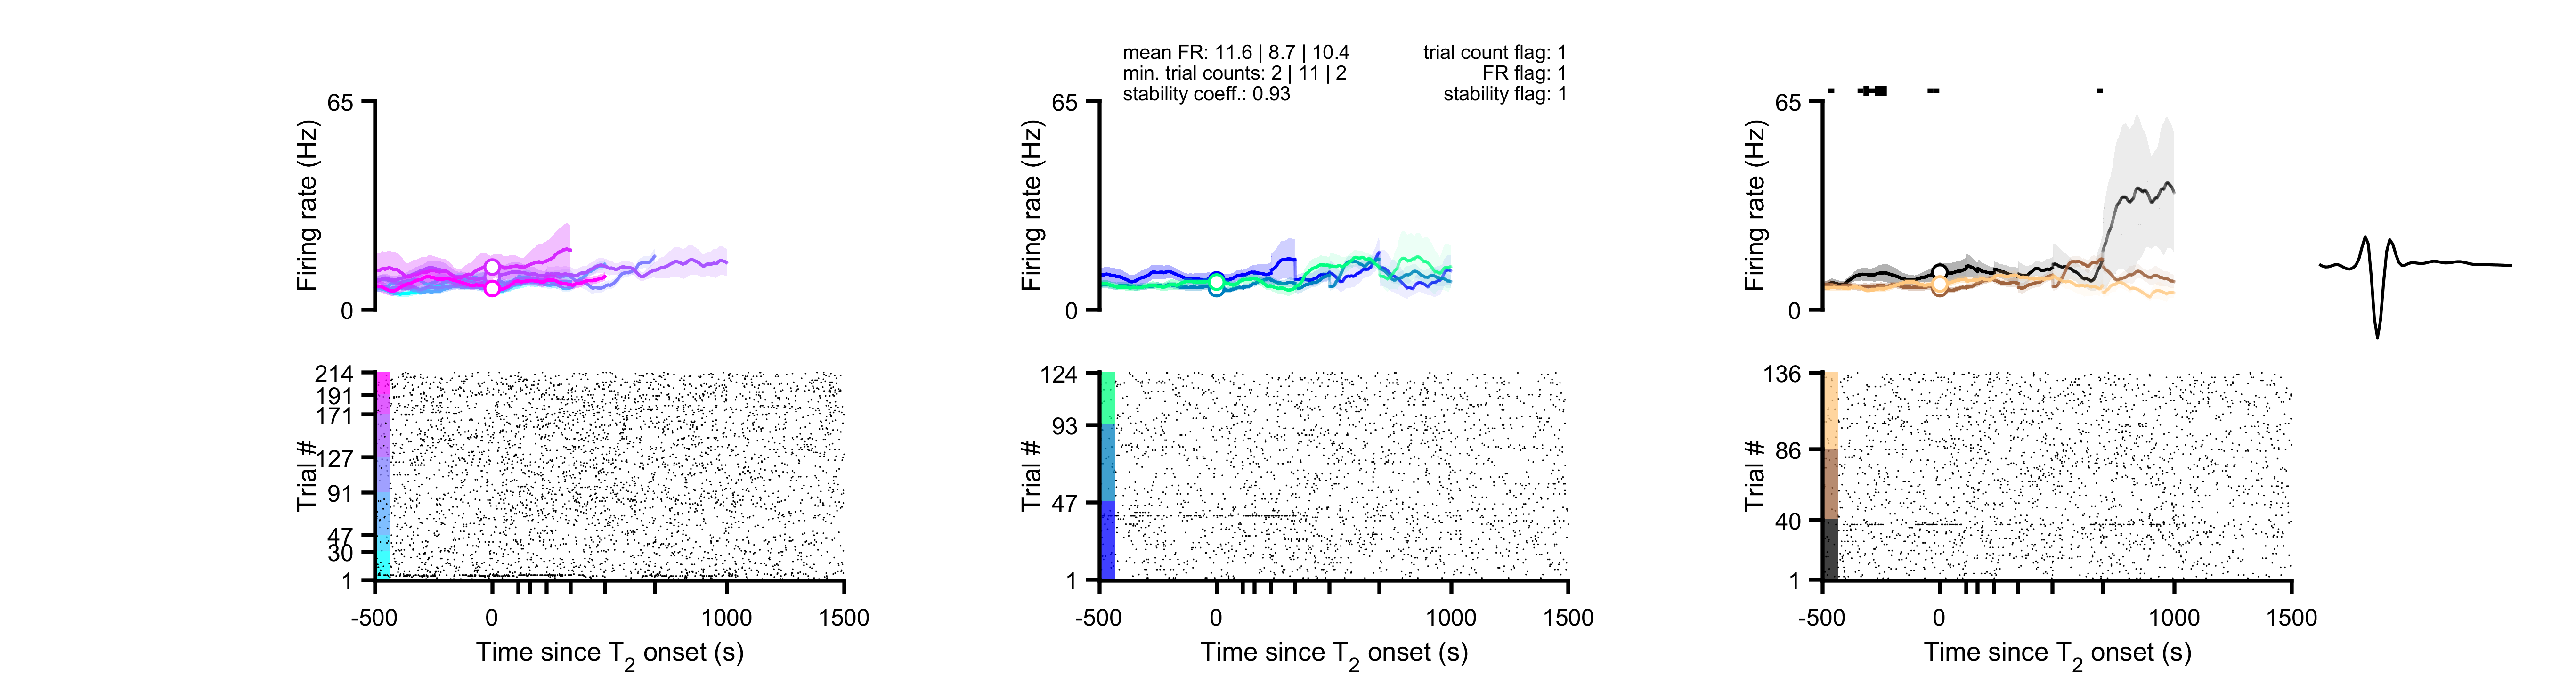 mean FR: 11.6 | 8.7 | 10.4
trial count flag: 1
min. trial counts: 2 | 11 | 2
FR flag: 1
stability coeff.: 0.93
stability flag: 1
65
Firing rate (Hz)
0
65
Firing rate (Hz)
0
65
Firing rate (Hz)
0
214
191
171
127
91
47
30
1
Trial #
-500
0
1000
1500
Time since T2 onset (s)
124
93
47
1
Trial #
-500
0
1000
1500
Time since T2 onset (s)
136
86
40
1
Trial #
-500
0
1000
1500
Time since T2 onset (s)